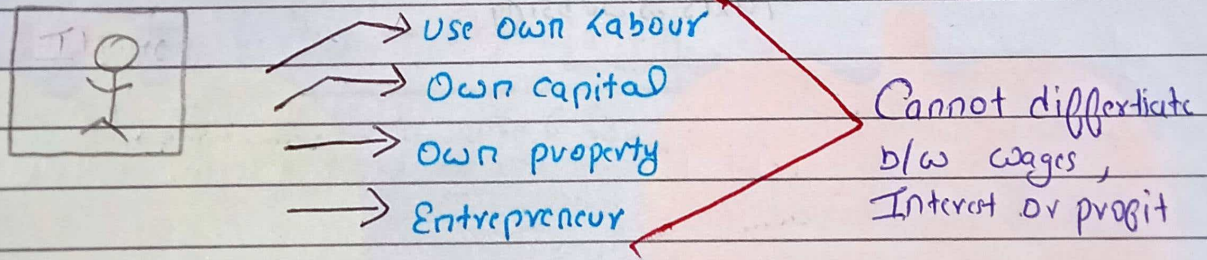 Use own Labour
Own capital
Own property
Entrepreneur
Cannot differtiate
b/w wages,
Interest or profit